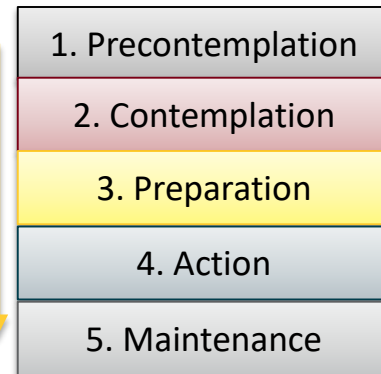 1. Precontemplation
2. Contemplation
3. Preparation
4. Action
5. Maintenance